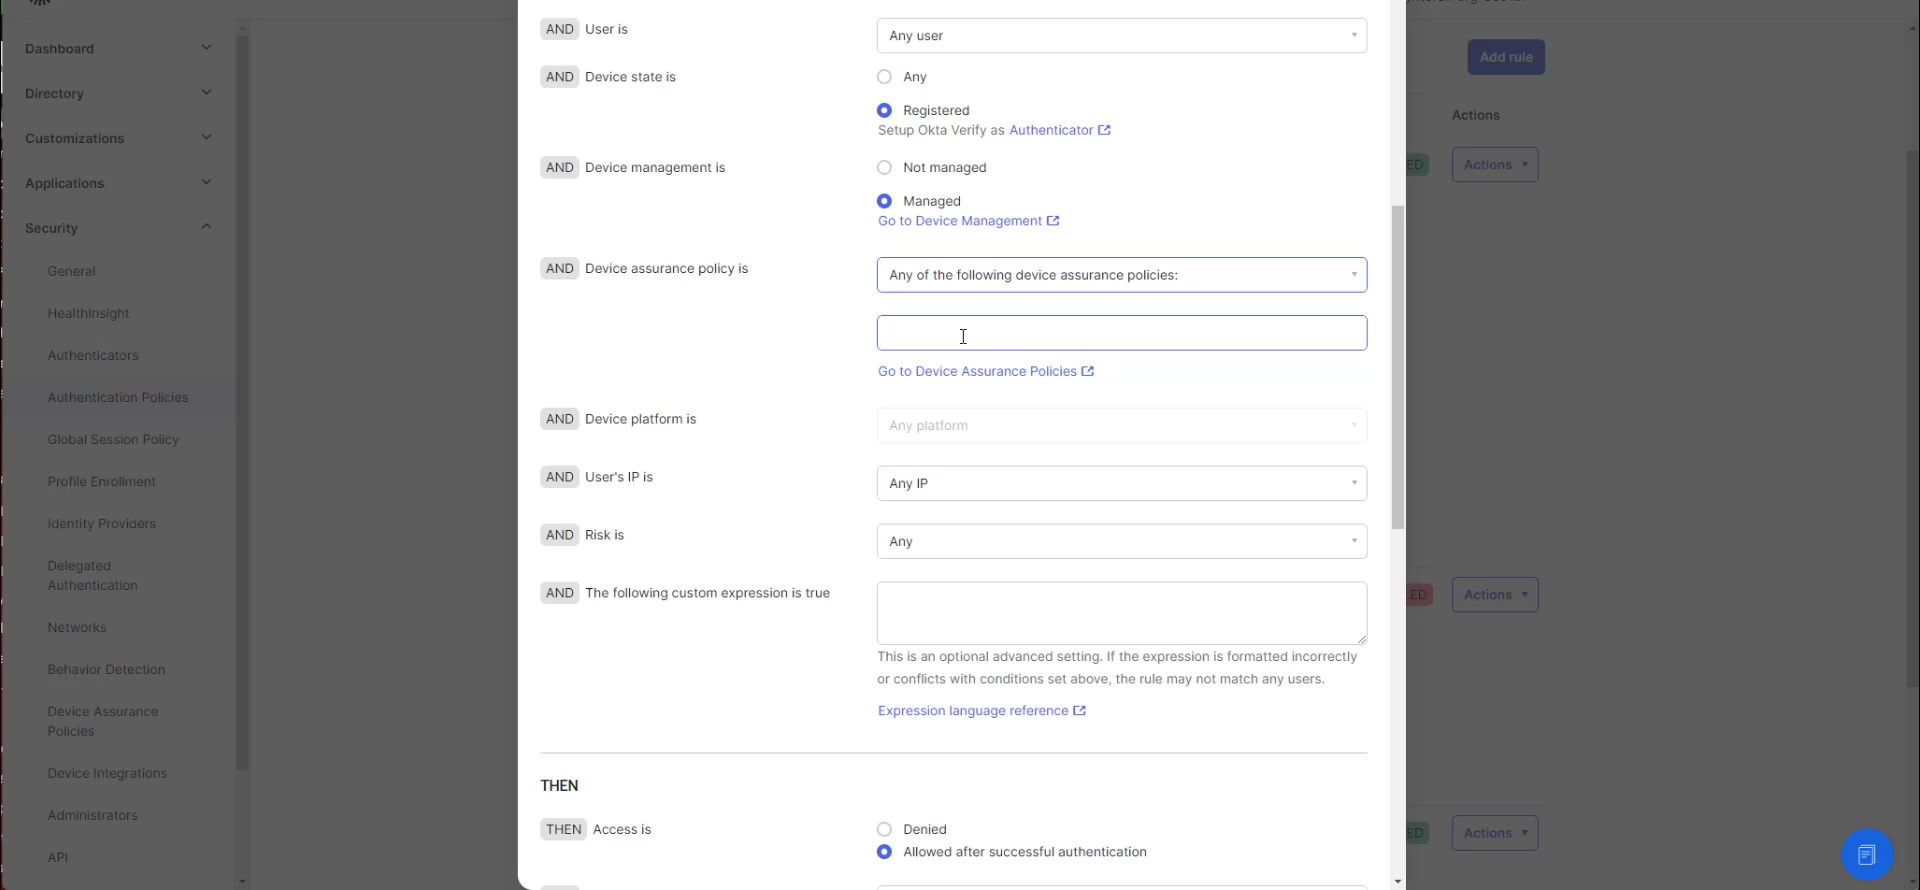 Dashboard
Directory
Customizations
Applications
Security
General
HealthInsight
Authenticators
Authentication Policies
Global Session Policy
Profile Enrollment
Identity Providers
Delegated
Authentication
Networks
Behavior Detection
Device Assurance
Policies
Device Integrations
Administrators
API
AND User is
Any user
AND Device state is
Any
Registered
Setup Okta Verify as Authenticator
AND Device management is
Not managed
Managed
Go to Device Management
AND Device assurance policy is
Any of the following device assurance policies:
Go to Device Assurance Policies
AND Device platform is
Any platform
AND User's IP is
Any IP
AND Risk is
Any
AND The following custom expression is true
This is an optional advanced setting. If the expression is formatted incorrectly
or conflicts with conditions set above, the rule may not match any users.
Expression language reference
THEN
THEN Access is
Denied
Allowed after successful authentication
Add rule
Actions
ED Actions
ED Actions
ED Actions